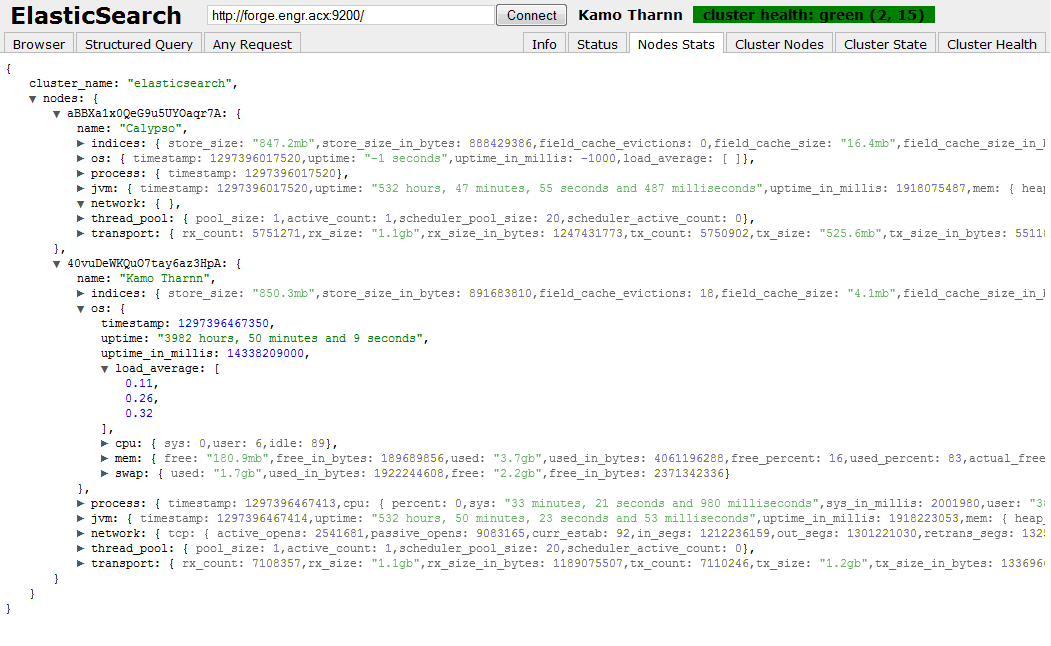 ElasticSearch http://forge.engr.acx:9200/ Connect Kamo Tharnn cluster health: green (2, 15)
Browser Structured Query Any Request Info Status Nodes Stats Cluster Nodes Cluster State Cluster Health
{
cluster_name: "elasticsearch",
▼ nodes: {
▼ aBBXa1x0QeG9u5UYOaqr7A: {
name: "Calypso",
▶ indices: { store_size: "847.2mb",store_size_in_bytes: 888429386,field_cache_evictions: 0,field_cache_size: "16.4mb",field_cache_size_in_
▶ os: { timestamp: 1297396017520,uptime: "-1 seconds",uptime_in_millis: -1000,load_average: [ ]},
▶ process: { timestamp: 1297396017520},
▶ jvm: { timestamp: 1297396017520,uptime: "532 hours, 47 minutes, 55 seconds and 487 milliseconds",uptime_in_millis: 1918075487,mem: { heap
▼ network: { },
▶ thread_pool: { pool_size: 1,active_count: 1,scheduler_pool_size: 20,scheduler_active_count: 0},
▶ transport: { rx_count: 5751271,rx_size: "1.1gb",rx_size_in_bytes: 1247431773,tx_count: 5750902,tx_size: "525.6mb",tx_size_in_bytes: 5511
},
▼ 40vuDeWKQuO7tay6az3HpA: {
name: "Kamo Tharnn",
▶ indices: { store_size: "850.3mb",store_size_in_bytes: 891683810,field_cache_evictions: 18,field_cache_size: "4.1mb",field_cache_size_in_
▼ os: {
timestamp: 1297396467350,
uptime: "3982 hours, 50 minutes and 9 seconds",
uptime_in_millis: 14338209000,
▼ load_average: [
0.11,
0.26,
0.32
],
▶ cpu: { sys: 0,user: 6,idle: 89},
▶ mem: { free: "180.9mb",free_in_bytes: 189689856,used: "3.7gb",used_in_bytes: 4061196288,free_percent: 16,used_percent: 83,actual_free
▶ swap: { used: "1.7gb",used_in_bytes: 1922244608,free: "2.2gb",free_in_bytes: 2371342336}
},
▶ process: { timestamp: 1297396467413,cpu: { percent: 0,sys: "33 minutes, 21 seconds and 980 milliseconds",sys_in_millis: 2001980,user: "3
▶ jvm: { timestamp: 1297396467414,uptime: "532 hours, 50 minutes, 23 seconds and 53 milliseconds",uptime_in_millis: 1918223053,mem: { heap_
▶ network: { tcp: { active_opens: 2541681,passive_opens: 9083165,curr_estab: 92,in_segs: 1212236159,out_segs: 1301221030,retrans_segs: 132
▶ thread_pool: { pool_size: 1,active_count: 1,scheduler_pool_size: 20,scheduler_active_count: 0},
▶ transport: { rx_count: 7108357,rx_size: "1.1gb",rx_size_in_bytes: 1189075507,tx_count: 7110246,tx_size: "1.2gb",tx_size_in_bytes: 133696
}
}
}